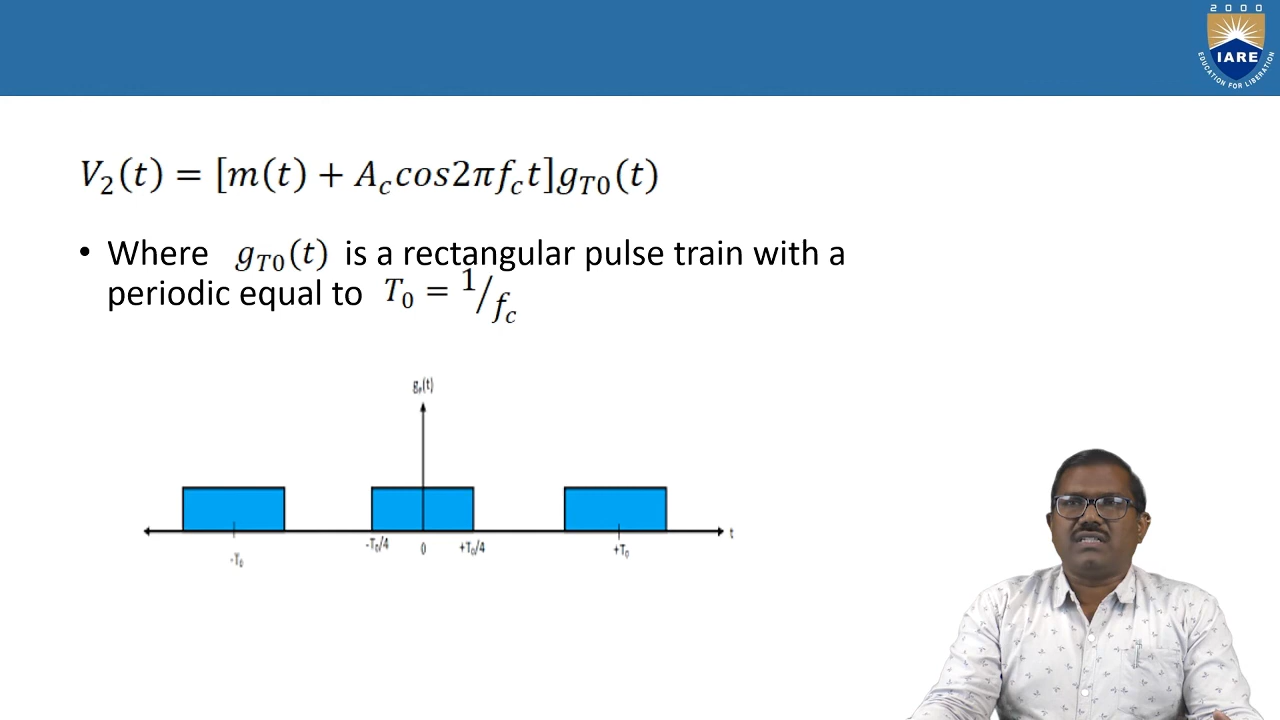 2000
IARE
EDUCATION FOR LIBERATION
V₂(t) = [m(t) + A_c cos2πf_c t]g_T0(t)
• Where g_T0(t) is a rectangular pulse train with a
periodic equal to T₀ = 1/f_c
gₚ(t)
t
-T₀/4 0 +T₀/4
-T₀ +T₀